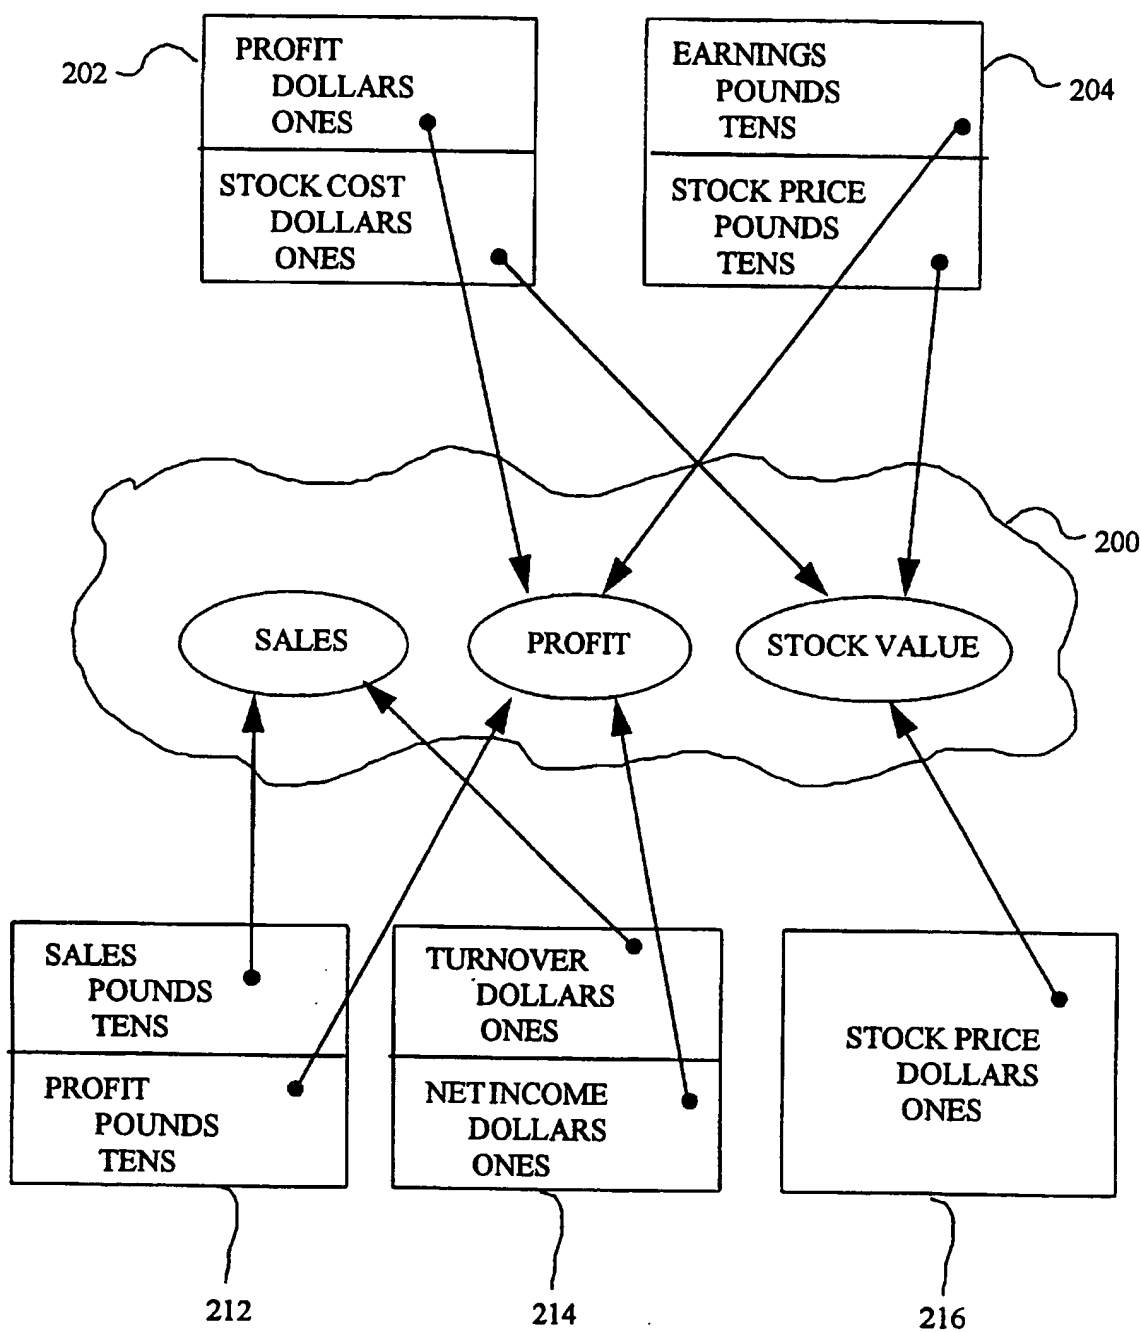 PROFIT
DOLLARS
ONES
STOCK COST
DOLLARS
ONES
202
EARNINGS
POUNDS
TENS
STOCK PRICE
POUNDS
TENS
204
200
SALES
PROFIT
STOCK VALUE
SALES
POUNDS
TENS
PROFIT
POUNDS
TENS
TURNOVER
DOLLARS
ONES
NET INCOME
DOLLARS
ONES
STOCK PRICE
DOLLARS
ONES
212
214
216